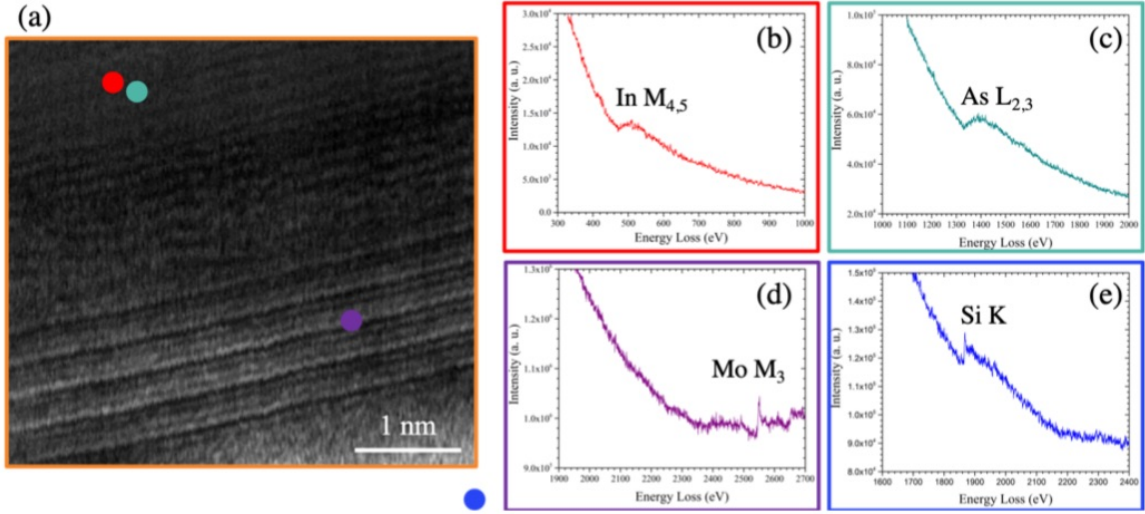 (a)
1 nm
(b)
In M4,5
Intensity (a. u.)
0.0
300 400 500 600 700 800 900 1000
Energy Loss (eV)
(c)
As L2,3
Intensity (a. u.)
1000 1100 1200 1300 1400 1500 1600 1700 1800 1900 2000
Energy Loss (eV)
(d)
Mo M3
Intensity (a. u.)
1900 2000 2100 2200 2300 2400 2500 2600 2700
Energy Loss (eV)
(e)
Si K
Intensity (a. u.)
1600 1700 1800 1900 2000 2100 2200 2300 2400
Energy Loss (eV)